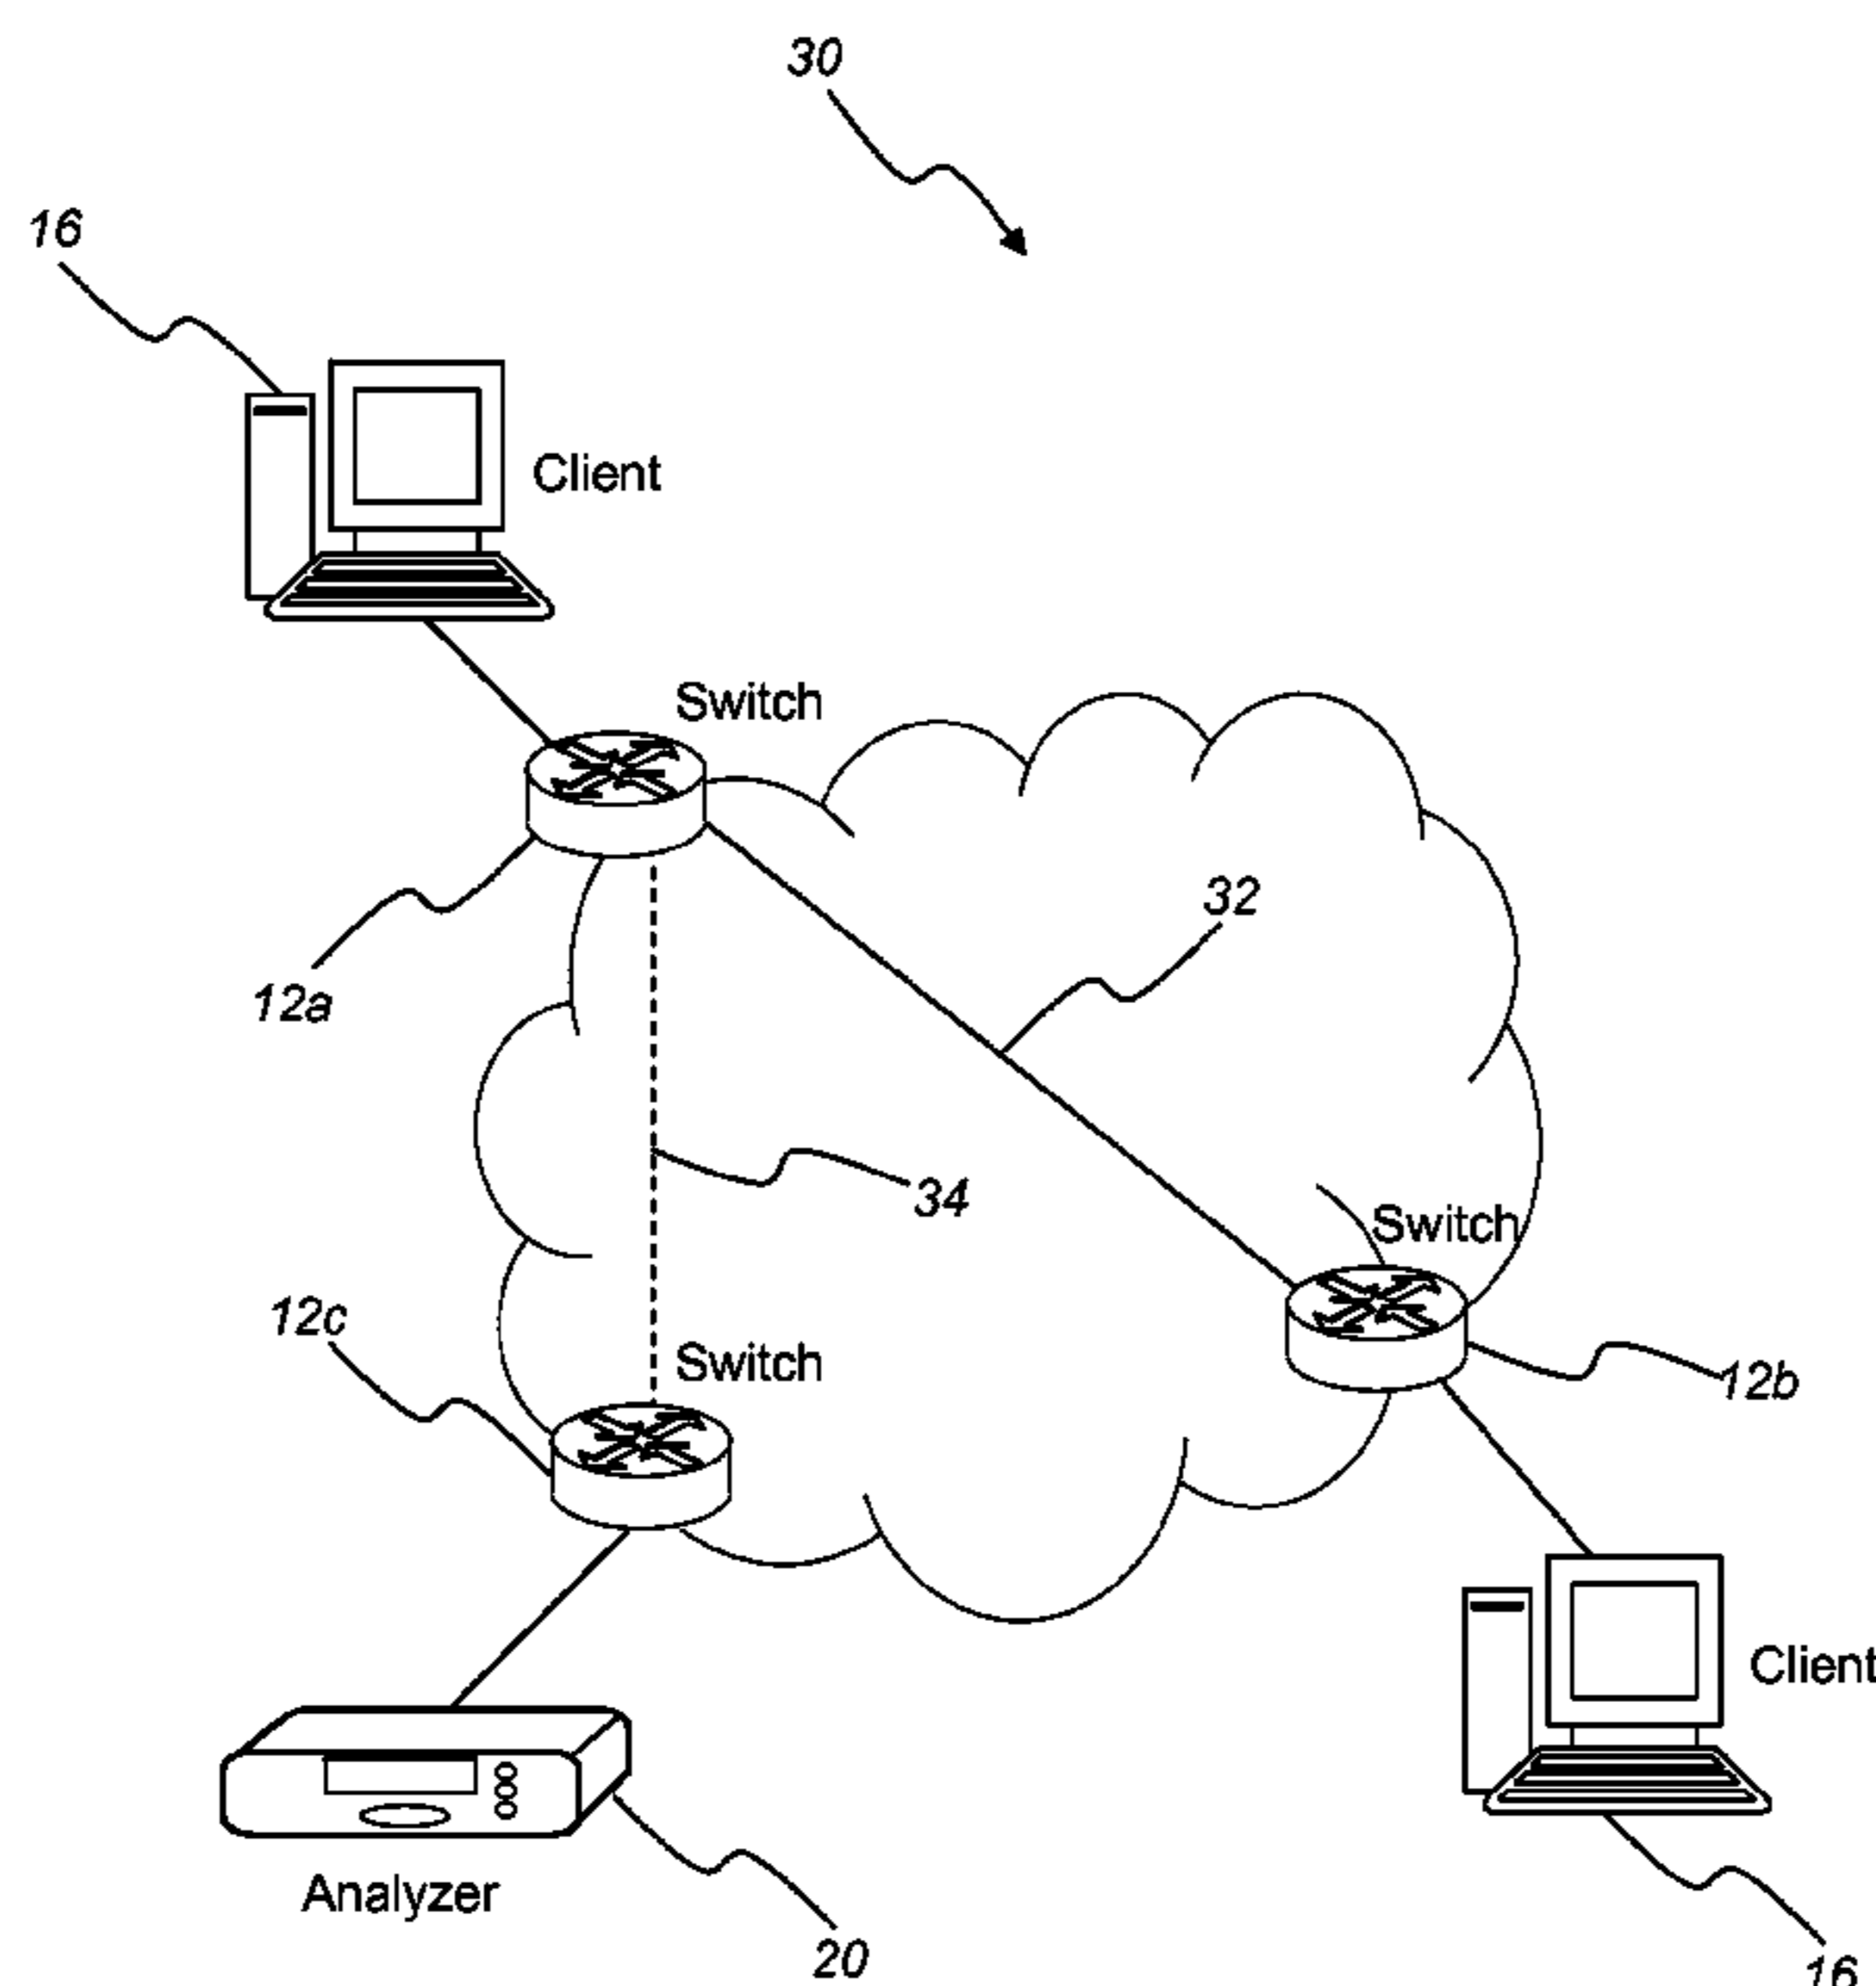 30
16
Client
Switch
32
12a
34
Switch
12c
Switch
12b
Client
Analyzer
20
16